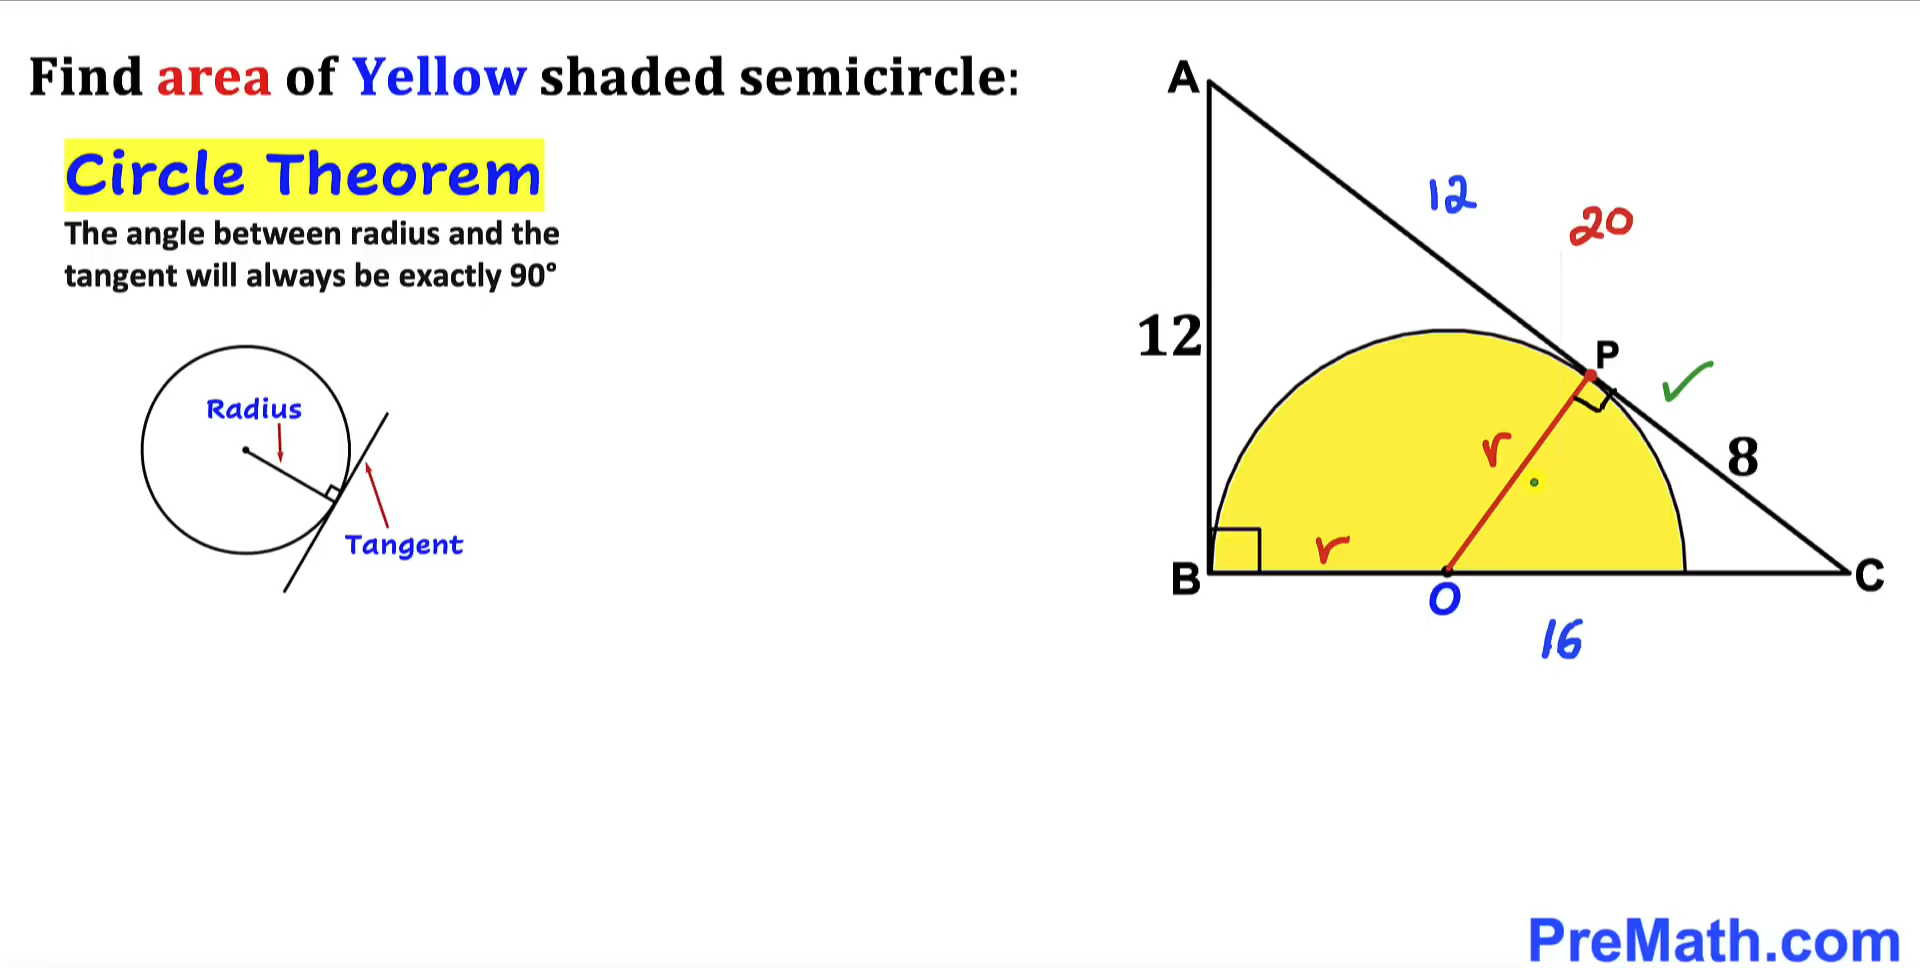 Find area of Yellow shaded semicircle:
Circle Theorem
The angle between radius and the
tangent will always be exactly 90°
Radius
Tangent
A
12
20
12
P
8
r
r
B
O
C
16
PreMath.com